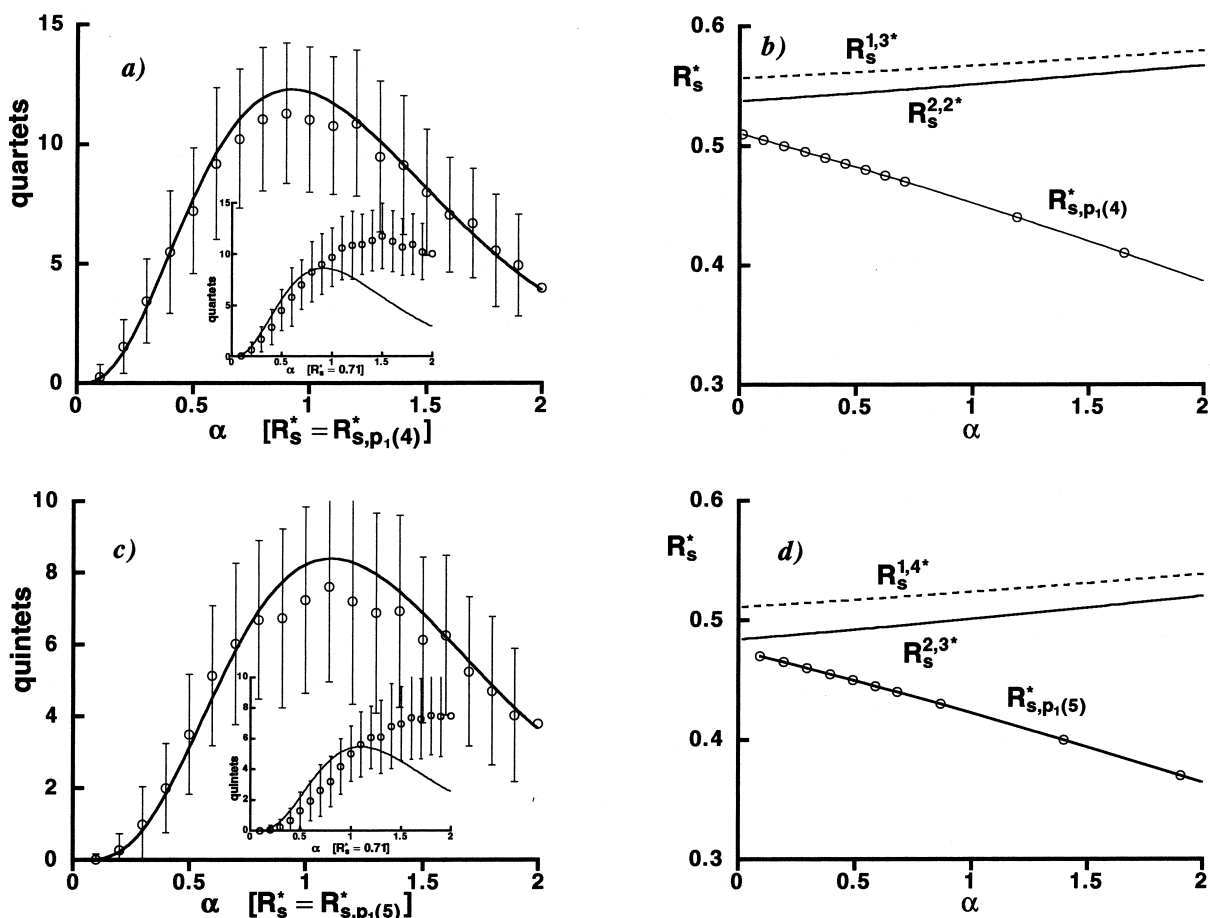 a)
quartets
15
10
5
0
0 0.5 1 1.5 2
α [R*s = R*s,p1(4)]
quartets
15
10
5
0
0 0.5 1 1.5 2
α [R*s = 0.71]
b)
R*s
0.6
0.5
0.4
0.3
R1,3*s
R2,2*s
R*s,p1(4)
0 0.5 1 1.5 2
α
c)
quintets
10
8
6
4
2
0
0 0.5 1 1.5 2
α [R*s = R*s,p1(5)]
quintets
10
8
6
4
2
0
0 0.5 1 1.5 2
α [R*s = 0.71]
d)
R*s
0.6
0.5
0.4
0.3
R1,4*s
R2,3*s
R*s,p1(5)
0 0.5 1 1.5 2
α